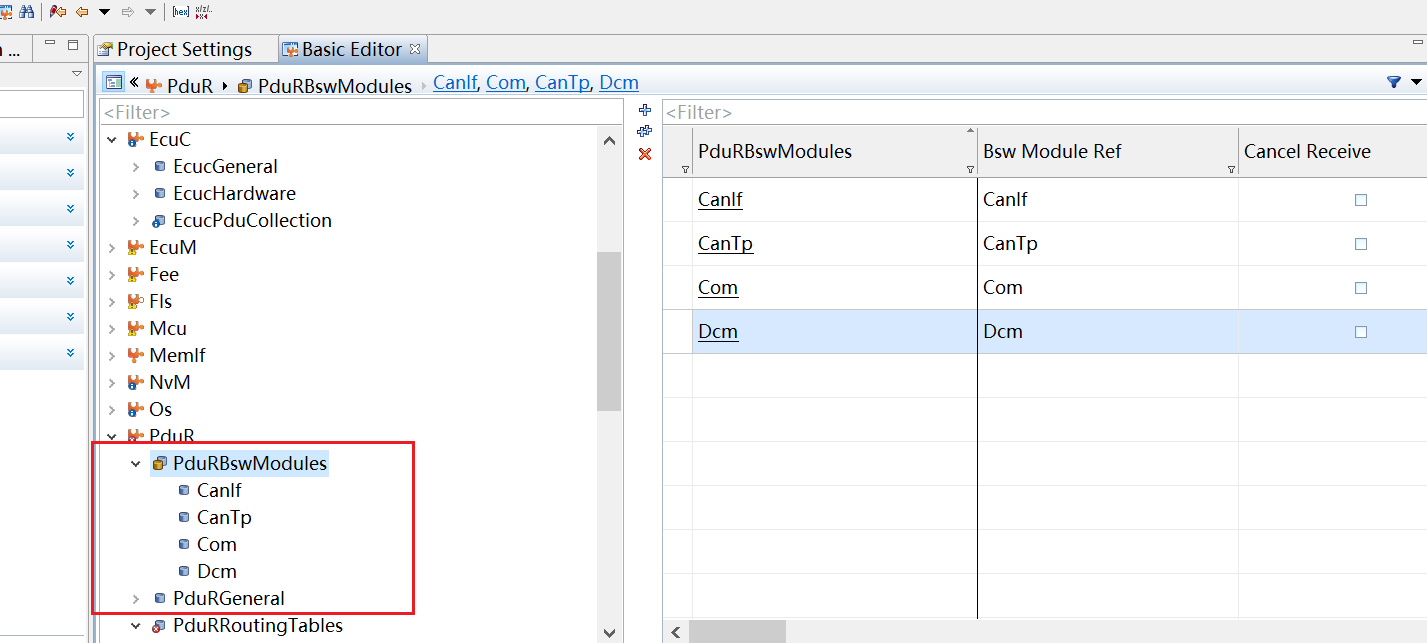 [hex]
...
Project Settings
Basic Editor
« PduR PduRBswModules CanIf, Com, CanTp, Dcm
<Filter>
EcuC
EcucGeneral
EcucHardware
EcucPduCollection
EcuM
Fee
Fls
Mcu
MemIf
NvM
Os
PduR
PduRBswModules
CanIf
CanTp
Com
Dcm
PduRGeneral
PduRRoutingTables
<Filter>
PduRBswModules Bsw Module Ref Cancel Receive
CanIf CanIf
CanTp CanTp
Com Com
Dcm Dcm